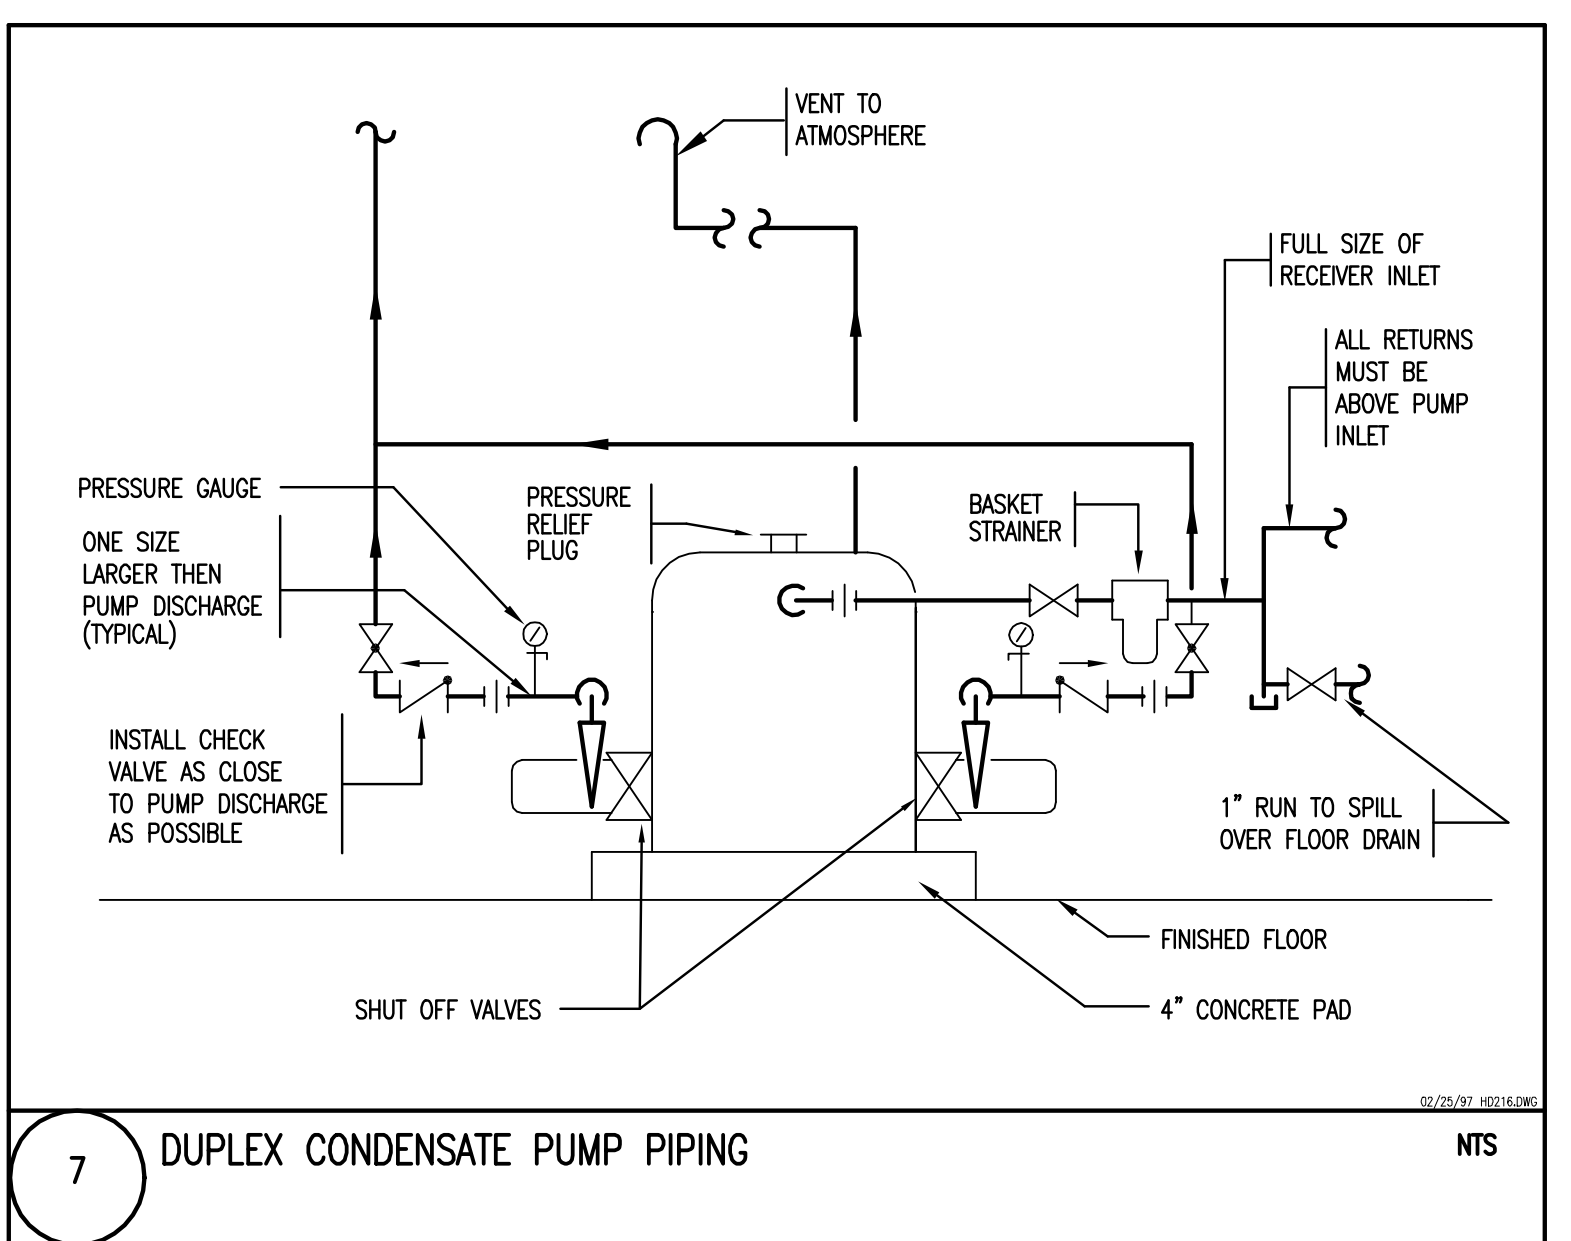 VENT TO
ATMOSPHERE
FULL SIZE OF
RECEIVER INLET
ALL RETURNS
MUST BE
ABOVE PUMP
INLET
PRESSURE GAUGE
PRESSURE
RELIEF
PLUG
BASKET
STRAINER
ONE SIZE
LARGER THEN
PUMP DISCHARGE
(TYPICAL)
INSTALL CHECK
VALVE AS CLOSE
TO PUMP DISCHARGE
AS POSSIBLE
1" RUN TO SPILL
OVER FLOOR DRAIN
FINISHED FLOOR
SHUT OFF VALVES
4" CONCRETE PAD
02/25/97 HD216.DWG
7
DUPLEX CONDENSATE PUMP PIPING
NTS